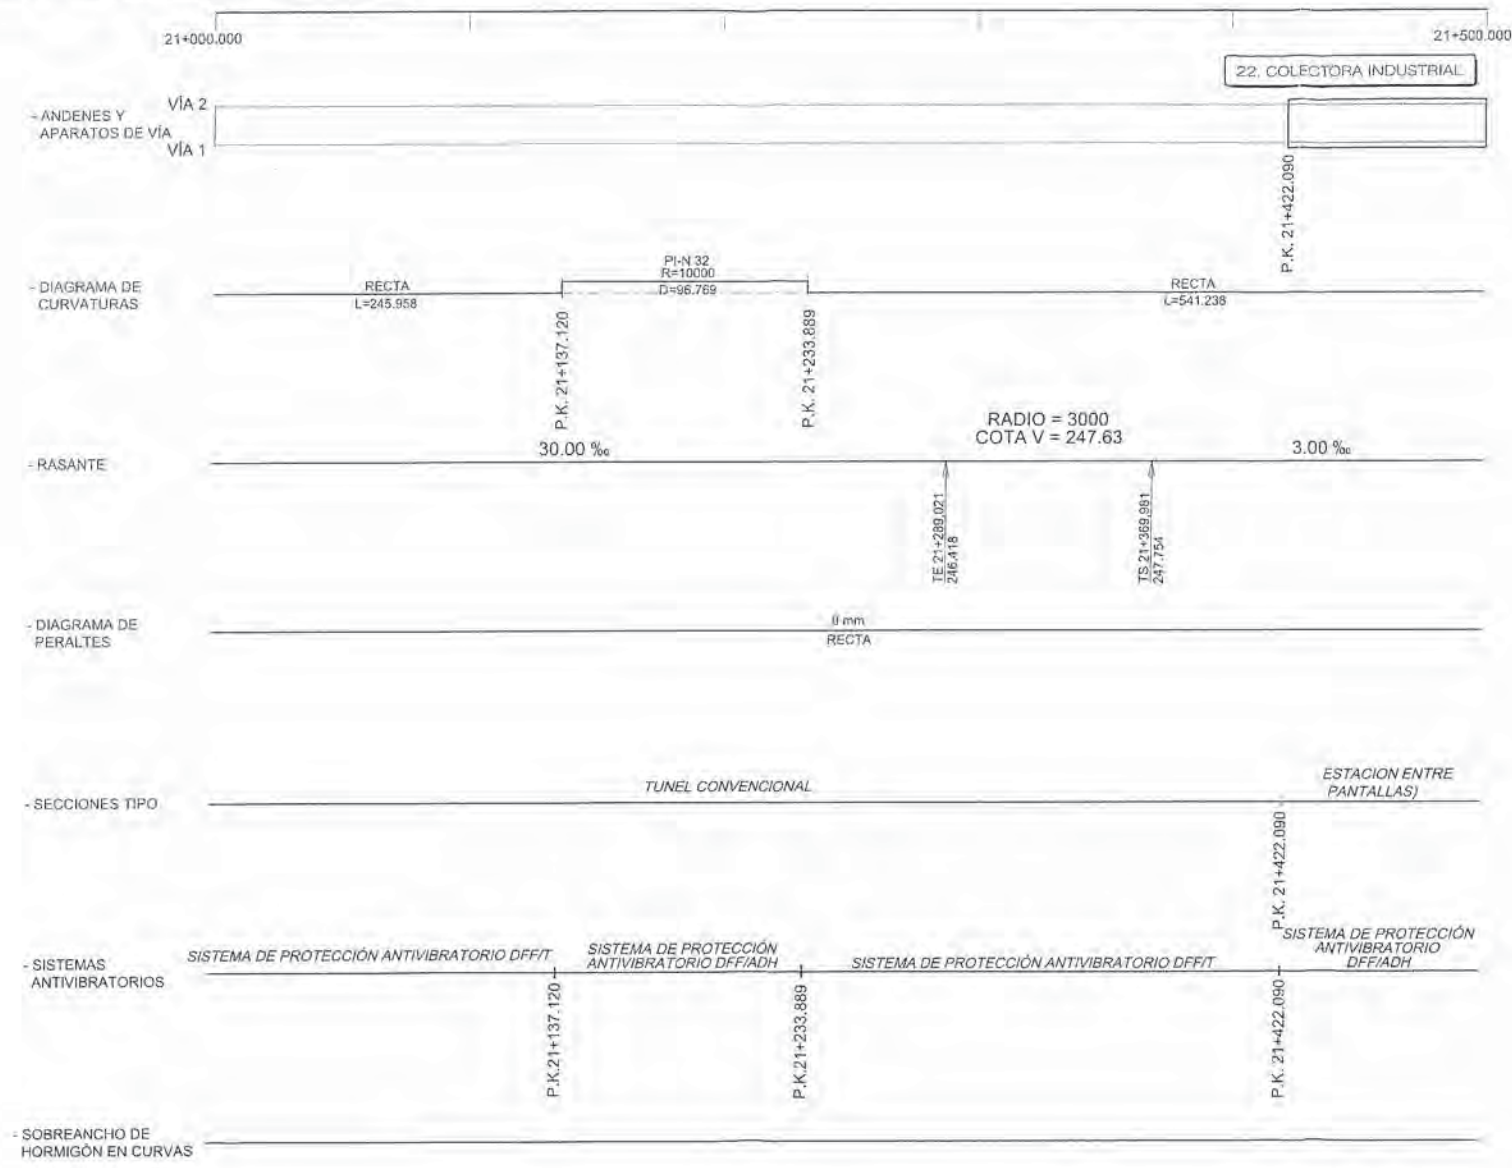 21+000.000
21+500.000
22. COLECTORA INDUSTRIAL
- ANDENES Y
APARATOS DE VÍA
VÍA 2
VÍA 1
P.K. 21+422.090
- DIAGRAMA DE
CURVATURAS
RECTA
L=245.958
PI-N 32
R=10000
D=96.769
RECTA
L=541.238
P.K. 21+137.120
P.K. 21+233.889
- RASANTE
30.00 ‰
RADIO = 3000
COTA V = 247.63
3.00 ‰
TE 21+289.021
246.418
TS 21+369.981
247.754
- DIAGRAMA DE
PERALTES
0 mm
RECTA
- SECCIONES TIPO
TUNEL CONVENCIONAL
ESTACION ENTRE
PANTALLAS)
P.K. 21+422.090
- SISTEMAS
ANTIVIBRATORIOS
SISTEMA DE PROTECCIÓN ANTIVIBRATORIO DFF/T
SISTEMA DE PROTECCIÓN
ANTIVIBRATORIO DFF/ADH
SISTEMA DE PROTECCIÓN ANTIVIBRATORIO DFF/T
SISTEMA DE PROTECCIÓN
ANTIVIBRATORIO
DFF/ADH
P.K.21+137.120
P.K.21+233.889
P.K. 21+422.090
- SOBREANCHO DE
HORMIGÓN EN CURVAS